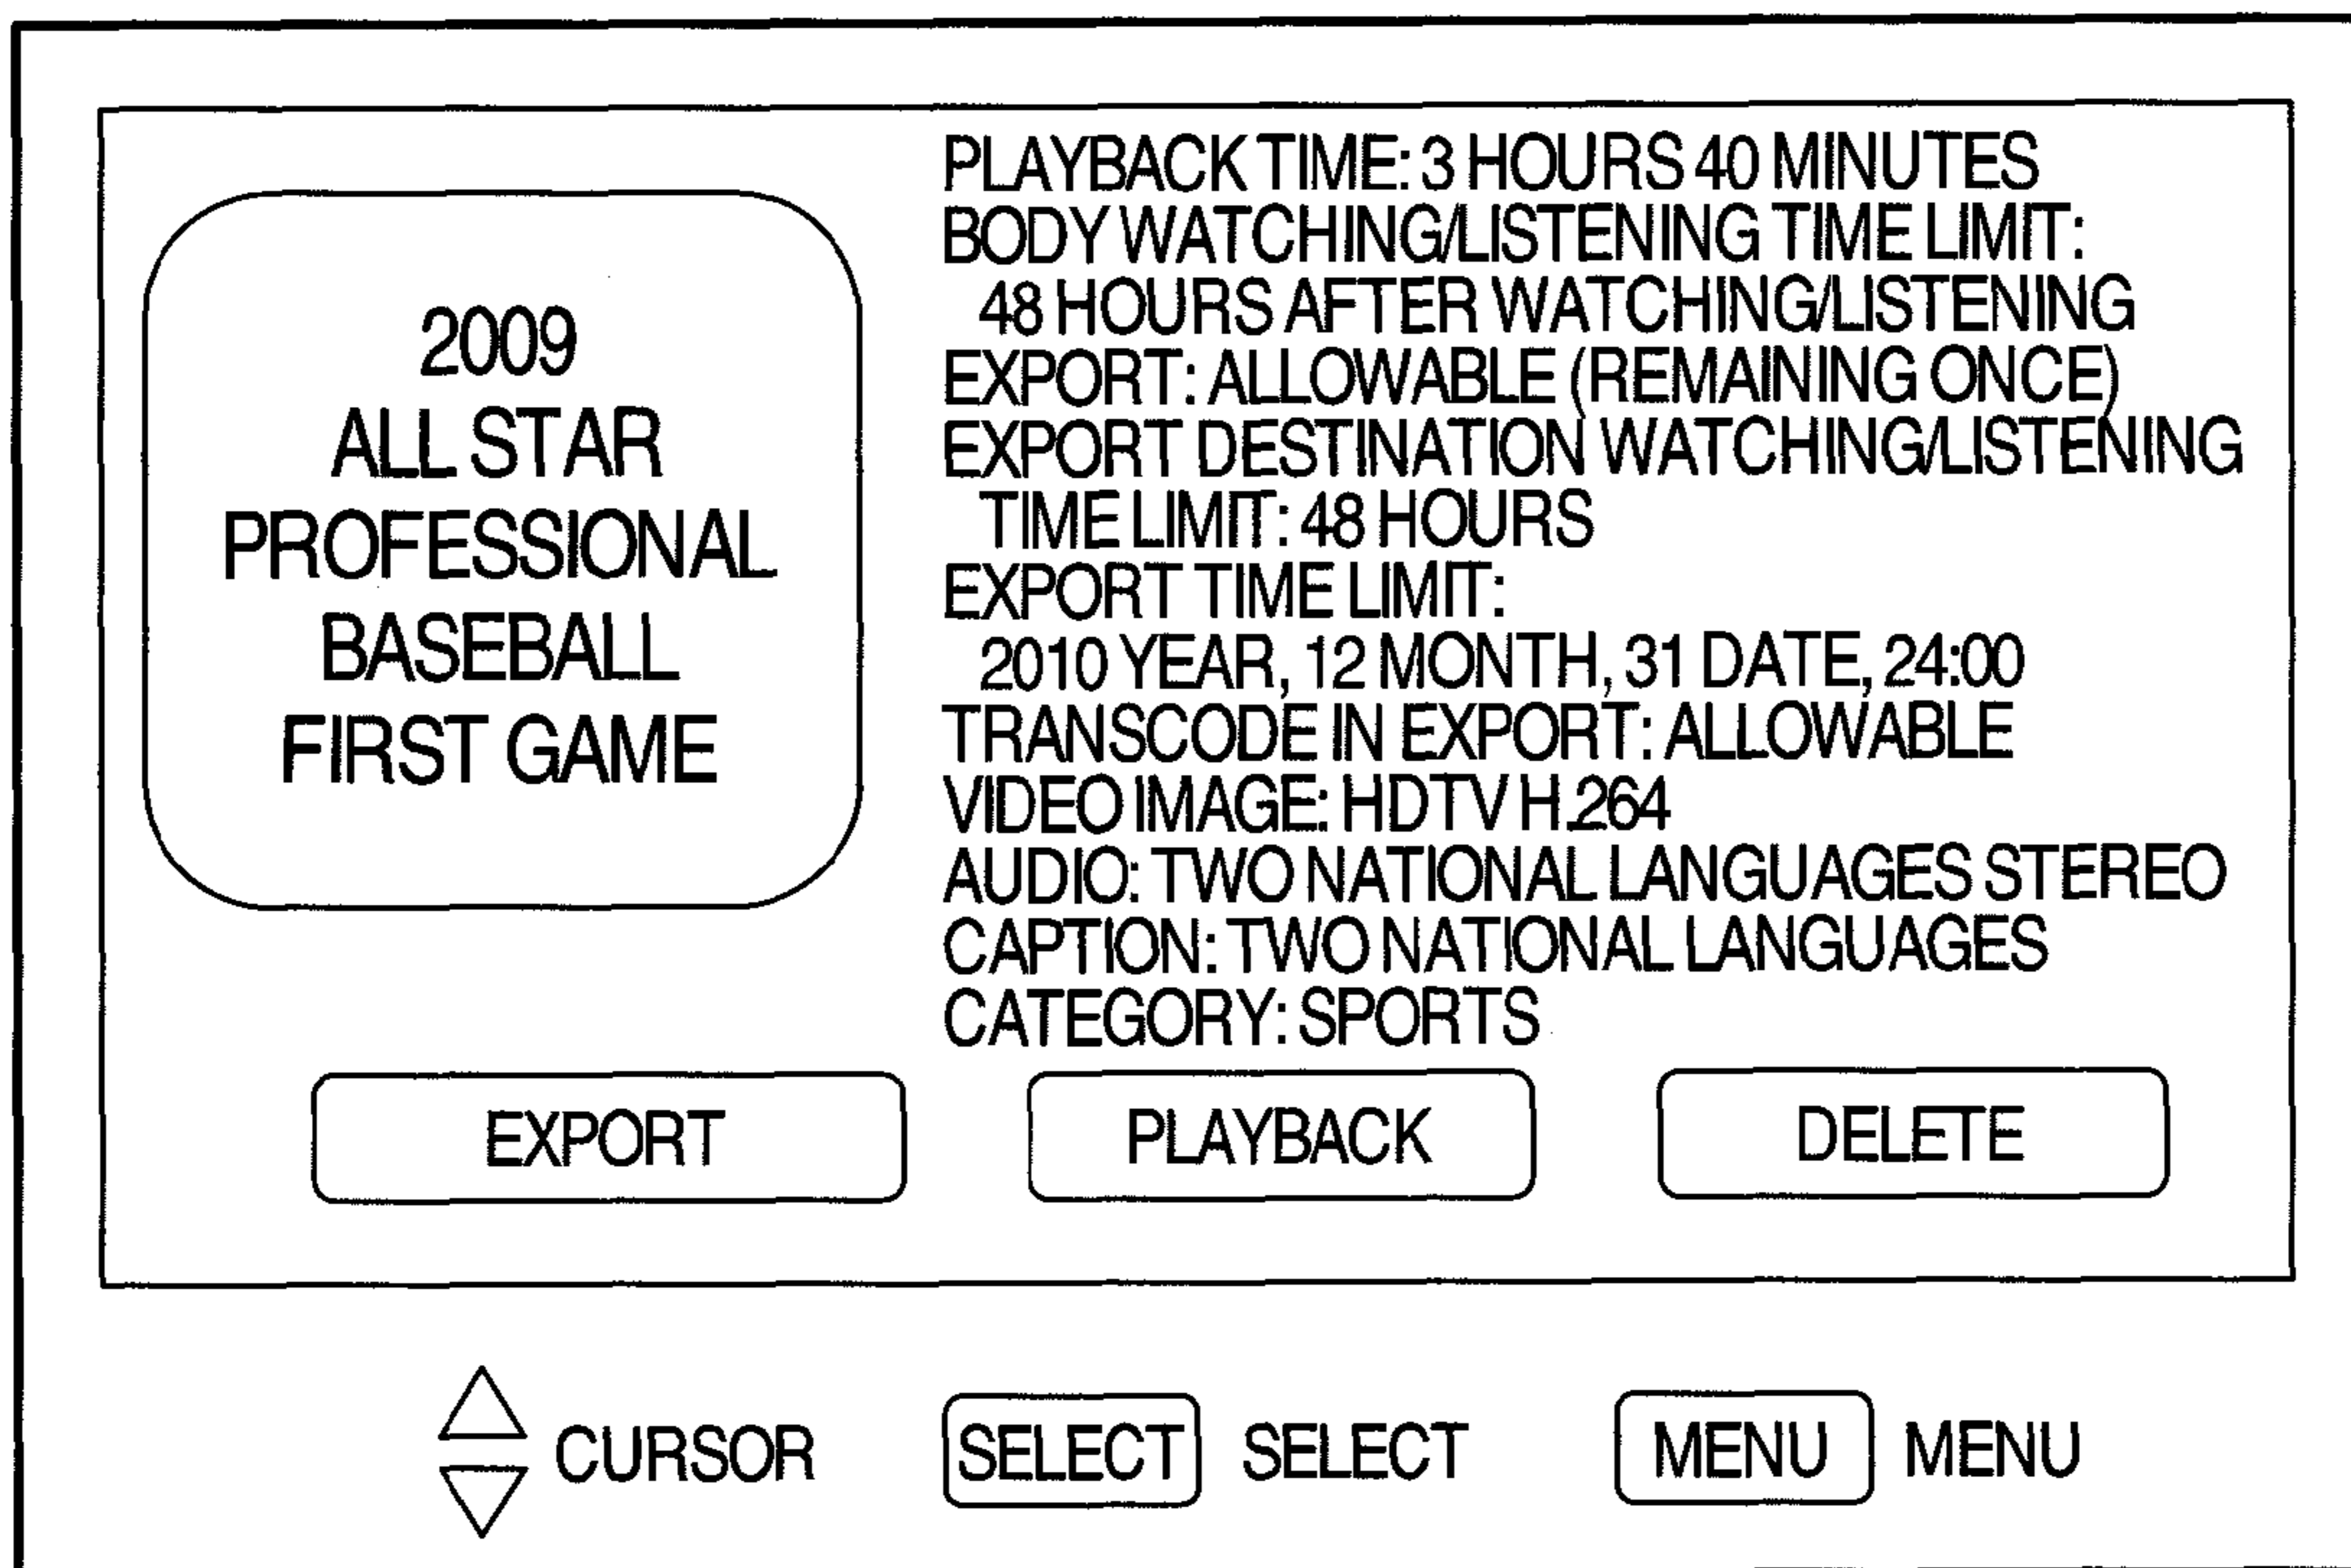 2009
ALL STAR
PROFESSIONAL
BASEBALL
FIRST GAME
PLAYBACK TIME: 3 HOURS 40 MINUTES
BODY WATCHING/LISTENING TIME LIMIT:
48 HOURS AFTER WATCHING/LISTENING
EXPORT: ALLOWABLE (REMAINING ONCE)
EXPORT DESTINATION WATCHING/LISTENING
TIME LIMIT: 48 HOURS
EXPORT TIME LIMIT:
2010 YEAR, 12 MONTH, 31 DATE, 24:00
TRANSCODE IN EXPORT: ALLOWABLE
VIDEO IMAGE: HDTV H.264
AUDIO: TWO NATIONAL LANGUAGES STEREO
CAPTION: TWO NATIONAL LANGUAGES
CATEGORY: SPORTS
EXPORT PLAYBACK DELETE
CURSOR SELECT SELECT MENU MENU